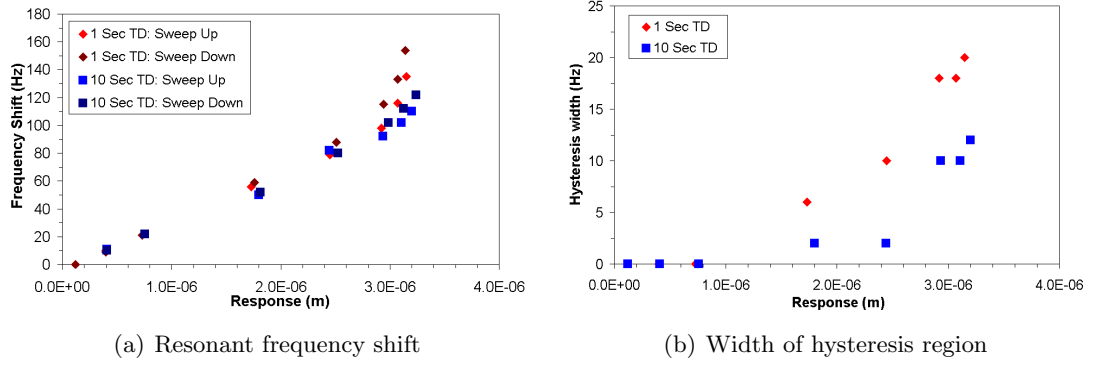 180
160
140
120
100
80
60
40
20
0
Frequency Shift (Hz)
1 Sec TD: Sweep Up
1 Sec TD: Sweep Down
10 Sec TD: Sweep Up
10 Sec TD: Sweep Down
0.0E+00 1.0E-06 2.0E-06 3.0E-06 4.0E-06
Response (m)
(a) Resonant frequency shift
25
20
15
10
5
0
Hysteresis width (Hz)
1 Sec TD
10 Sec TD
0.0E+00 1.0E-06 2.0E-06 3.0E-06 4.0E-06
Response (m)
(b) Width of hysteresis region